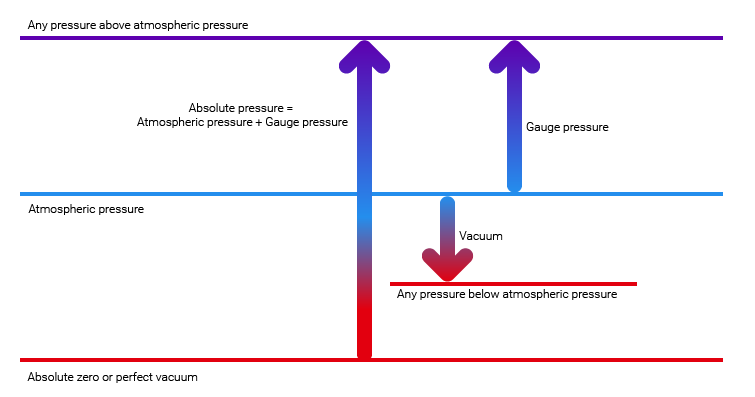 Any pressure above atmospheric pressure
Absolute pressure =
Atmospheric pressure + Gauge pressure
Gauge pressure
Atmospheric pressure
Vacuum
Any pressure below atmospheric pressure
Absolute zero or perfect vacuum